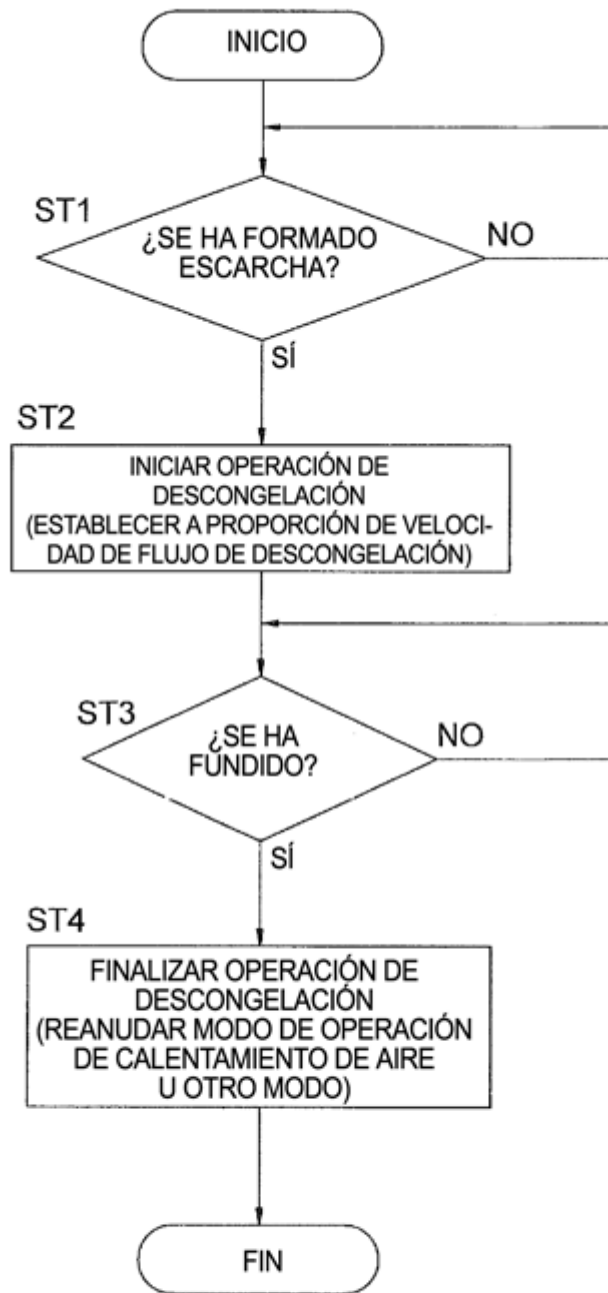 INICIO
ST1
¿SE HA FORMADO
ESCARCHA?
NO
SÍ
ST2
INICIAR OPERACIÓN DE
DESCONGELACIÓN
(ESTABLECER A PROPORCIÓN DE VELOCI-
DAD DE FLUJO DE DESCONGELACIÓN)
ST3
¿SE HA
FUNDIDO?
NO
SÍ
ST4
FINALIZAR OPERACIÓN DE
DESCONGELACIÓN
(REANUDAR MODO DE OPERACIÓN
DE CALENTAMIENTO DE AIRE
U OTRO MODO)
FIN